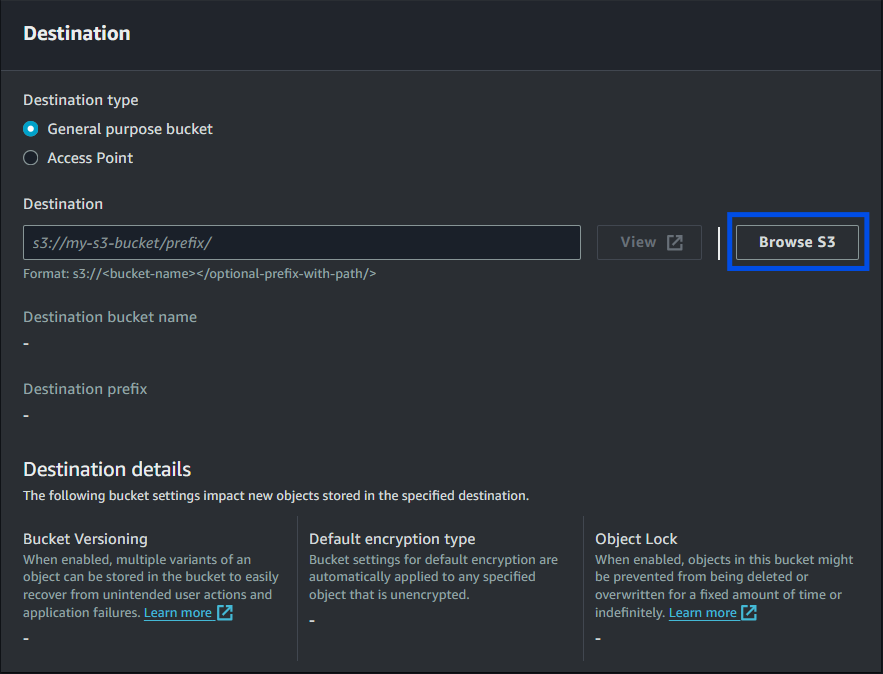 Destination
Destination type
General purpose bucket
Access Point
Destination
s3://my-s3-bucket/prefix/
View
Browse S3
Format: s3://<bucket-name></optional-prefix-with-path/>
Destination bucket name
-
Destination prefix
-
Destination details
The following bucket settings impact new objects stored in the specified destination.
Bucket Versioning
When enabled, multiple variants of an
object can be stored in the bucket to easily
recover from unintended user actions and
application failures. Learn more
-
Default encryption type
Bucket settings for default encryption are
automatically applied to any specified
object that is unencrypted.
-
Object Lock
When enabled, objects in this bucket might
be prevented from being deleted or
overwritten for a fixed amount of time or
indefinitely. Learn more
-